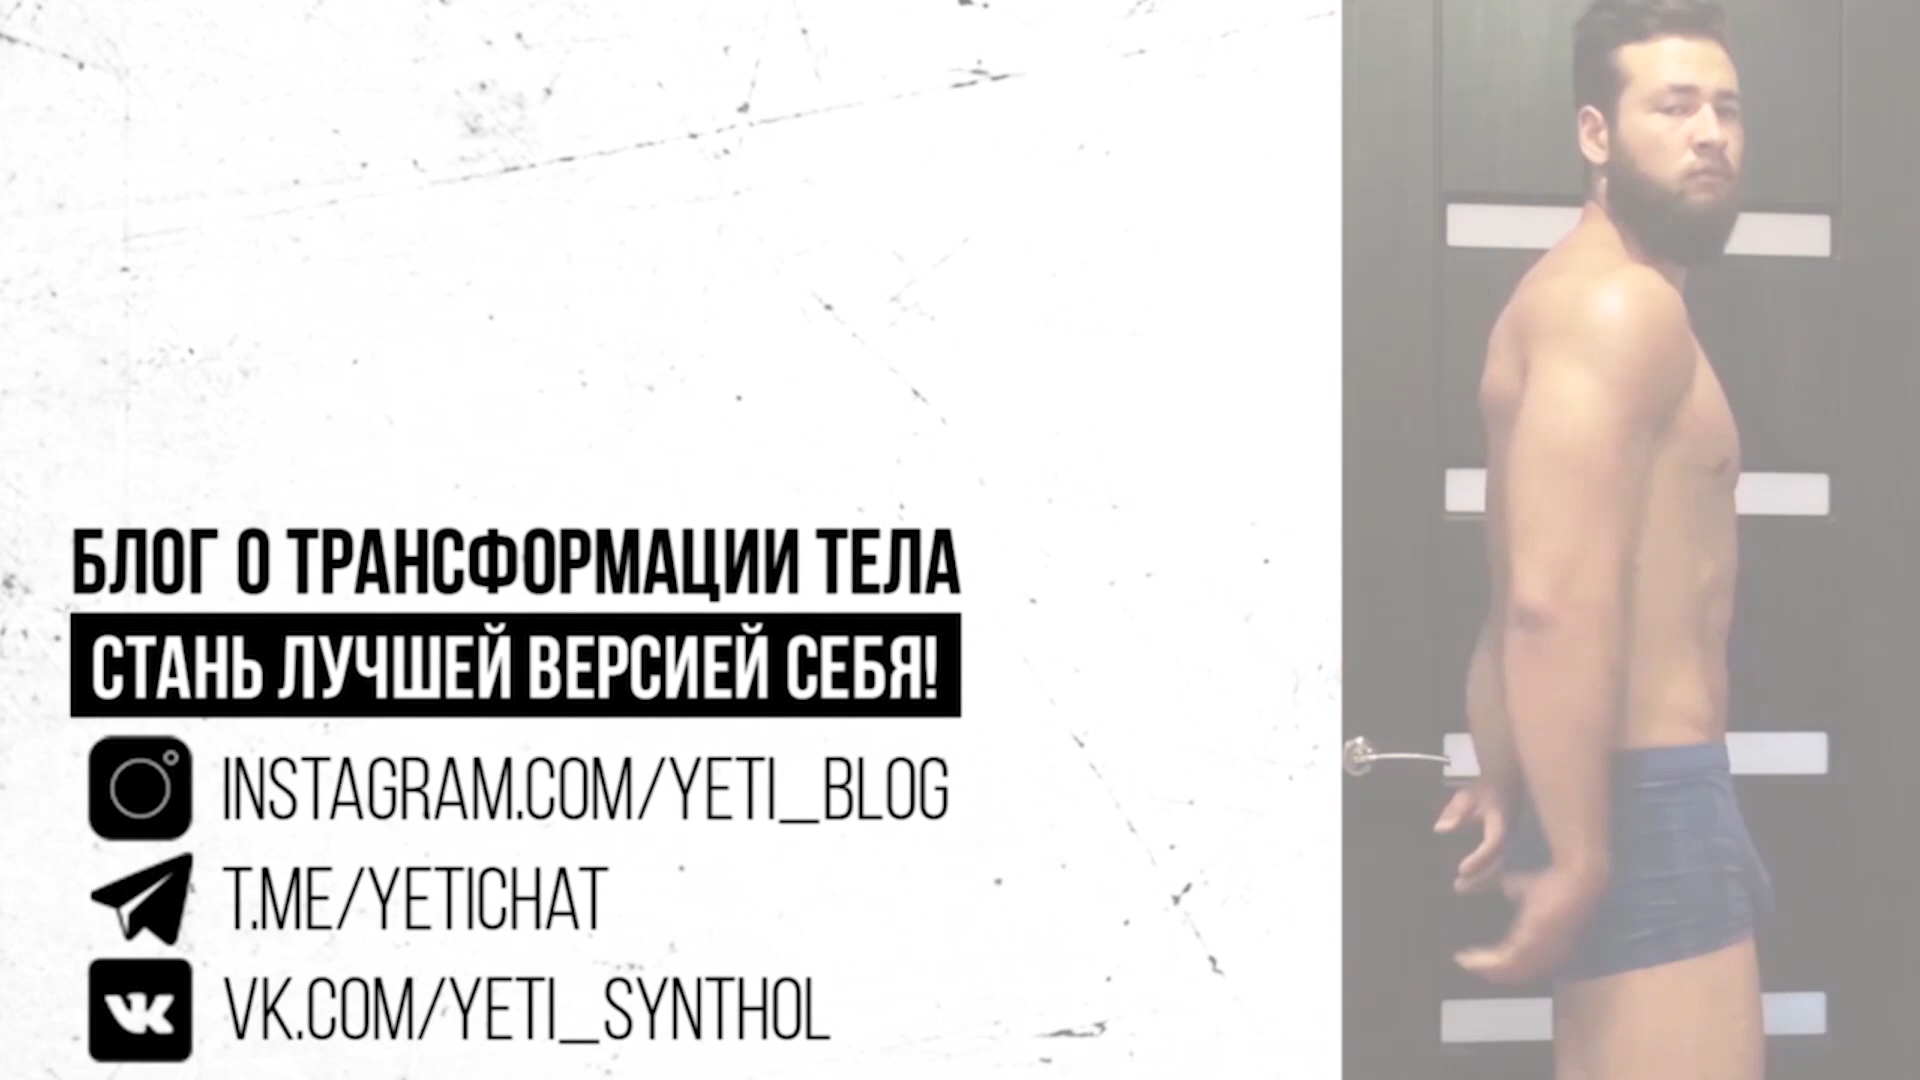 БЛОГ О ТРАНСФОРМАЦИИ ТЕЛА
СТАНЬ ЛУЧШЕЙ ВЕРСИЕЙ СЕБЯ!
INSTAGRAM.COM/YETI_BLOG
T.ME/YETICHAT
VK.COM/YETI_SYNTHOL